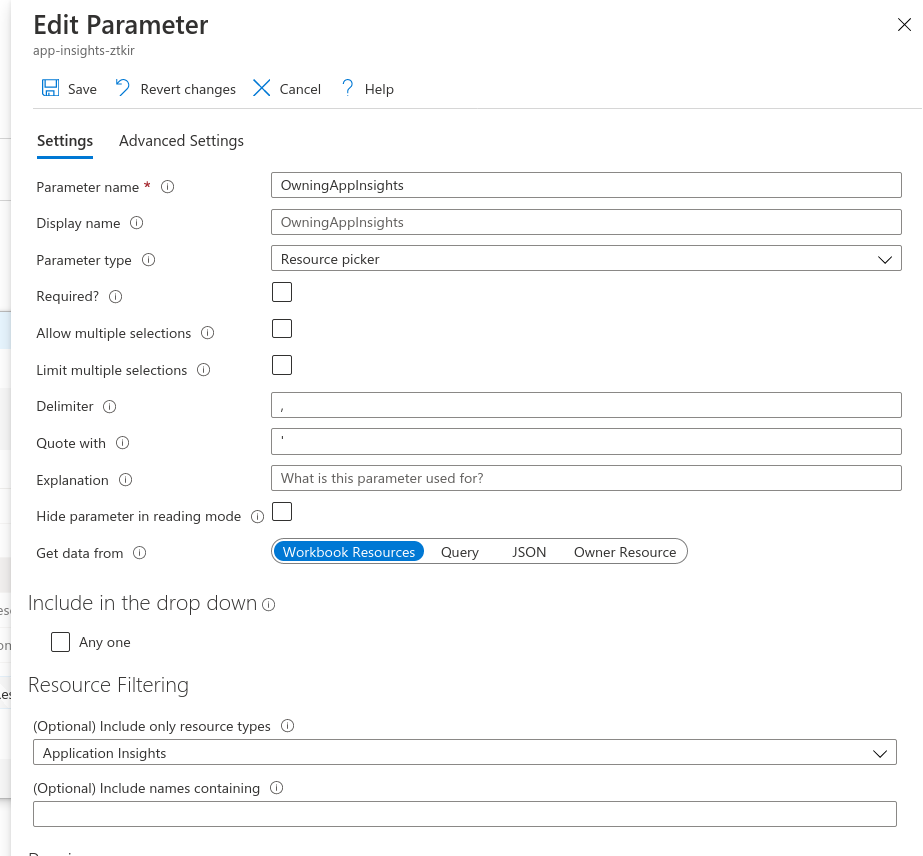 Edit Parameter
app-insights-ztkir
Save Revert changes Cancel ? Help
Settings Advanced Settings
Parameter name * OwningAppInsights
Display name OwningAppInsights
Parameter type Resource picker
Required?
Allow multiple selections
Limit multiple selections
Delimiter ,
Quote with '
Explanation What is this parameter used for?
Hide parameter in reading mode
Get data from Workbook Resources Query JSON Owner Resource
Include in the drop down
Any one
Resource Filtering
(Optional) Include only resource types
Application Insights
(Optional) Include names containing